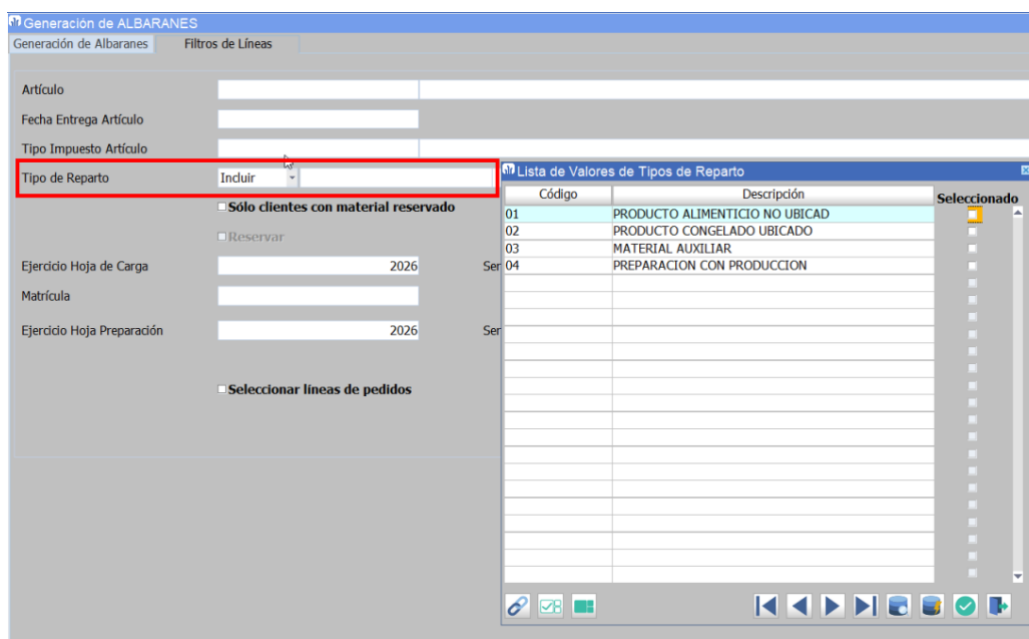 Generación de ALBARANES
Generación de Albaranes Filtros de Líneas
Artículo
Fecha Entrega Artículo
Tipo Impuesto Artículo
Tipo de Reparto Incluir
Sólo clientes con material reservado
Reservar
Ejercicio Hoja de Carga 2026 Ser
Matrícula
Ejercicio Hoja Preparación 2026 Ser
Seleccionar líneas de pedidos
Lista de Valores de Tipos de Reparto
Código Descripción Seleccionado
01 PRODUCTO ALIMENTICIO NO UBICAD
02 PRODUCTO CONGELADO UBICADO
03 MATERIAL AUXILIAR
04 PREPARACION CON PRODUCCION